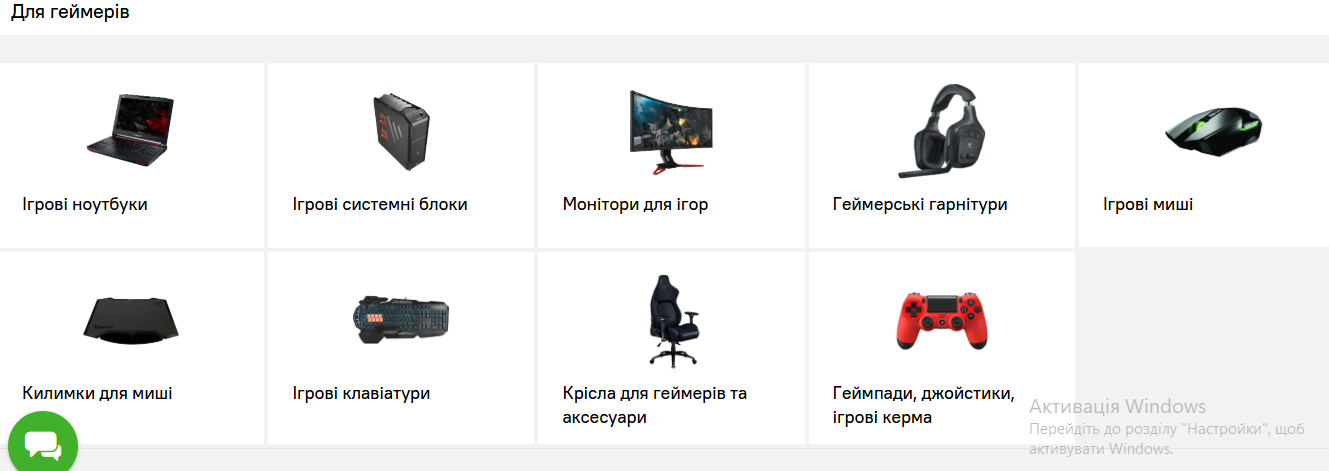 Для геймерів
Ігрові ноутбуки
Ігрові системні блоки
Монітори для ігор
Геймерські гарнітури
Ігрові миші
Килимки для миші
Ігрові клавіатури
Крісла для геймерів та
аксесуари
Геймпади, джойстики,
ігрові керма
Активація Windows
Перейдіть до розділу "Настройки", щоб
активувати Windows.